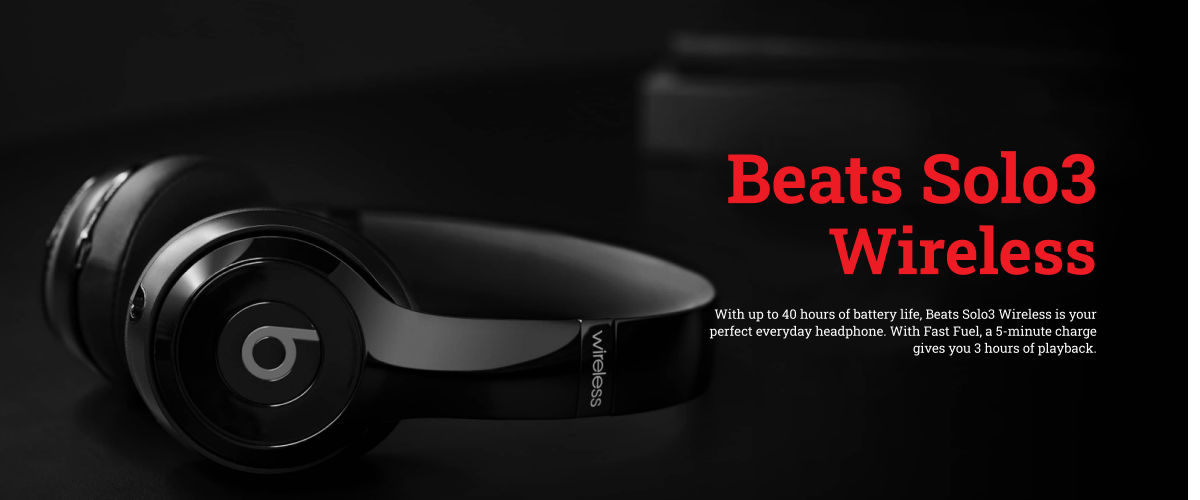 Beats Solo3
Wireless
With up to 40 hours of battery life, Beats Solo3 Wireless is your
perfect everyday headphone. With Fast Fuel, a 5-minute charge
gives you 3 hours of playback.
b
wireless